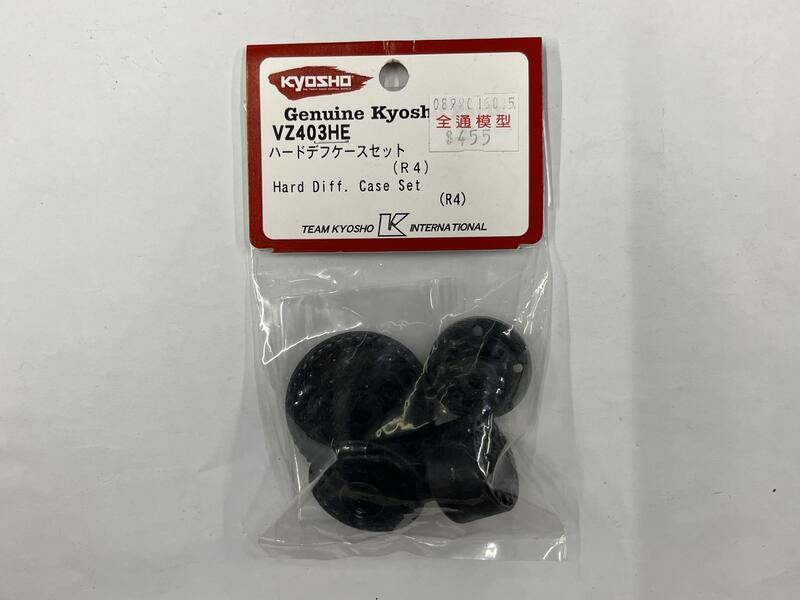 KYOSHO
Genuine Kyosh
VZ403HE
ハードデフケースセット
(R4)
Hard Diff. Case Set
(R4)
TEAM KYOSHO K INTERNATIONAL
全通模型
$455